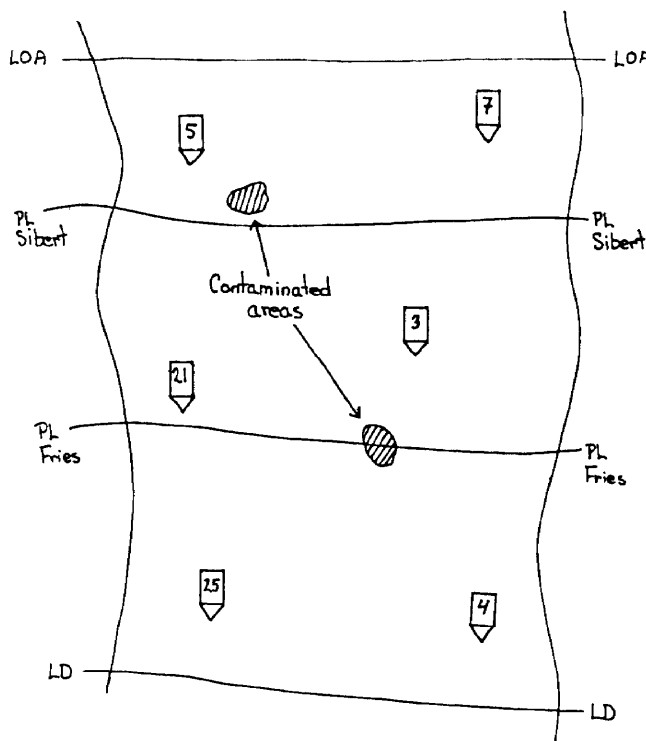 LOA
LOA
7
5
PL
Sibert
PL
Sibert
Contaminated
areas
3
21
PL
Fries
PL
Fries
25
4
LD
LD